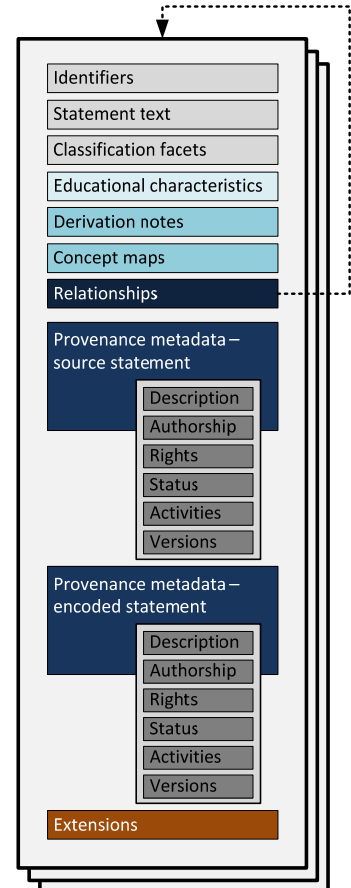 Identifiers
Statement text
Classification facets
Educational characteristics
Derivation notes
Concept maps
Relationships
Provenance metadata –
source statement
Description
Authorship
Rights
Status
Activities
Versions
Provenance metadata –
encoded statement
Description
Authorship
Rights
Status
Activities
Versions
Extensions